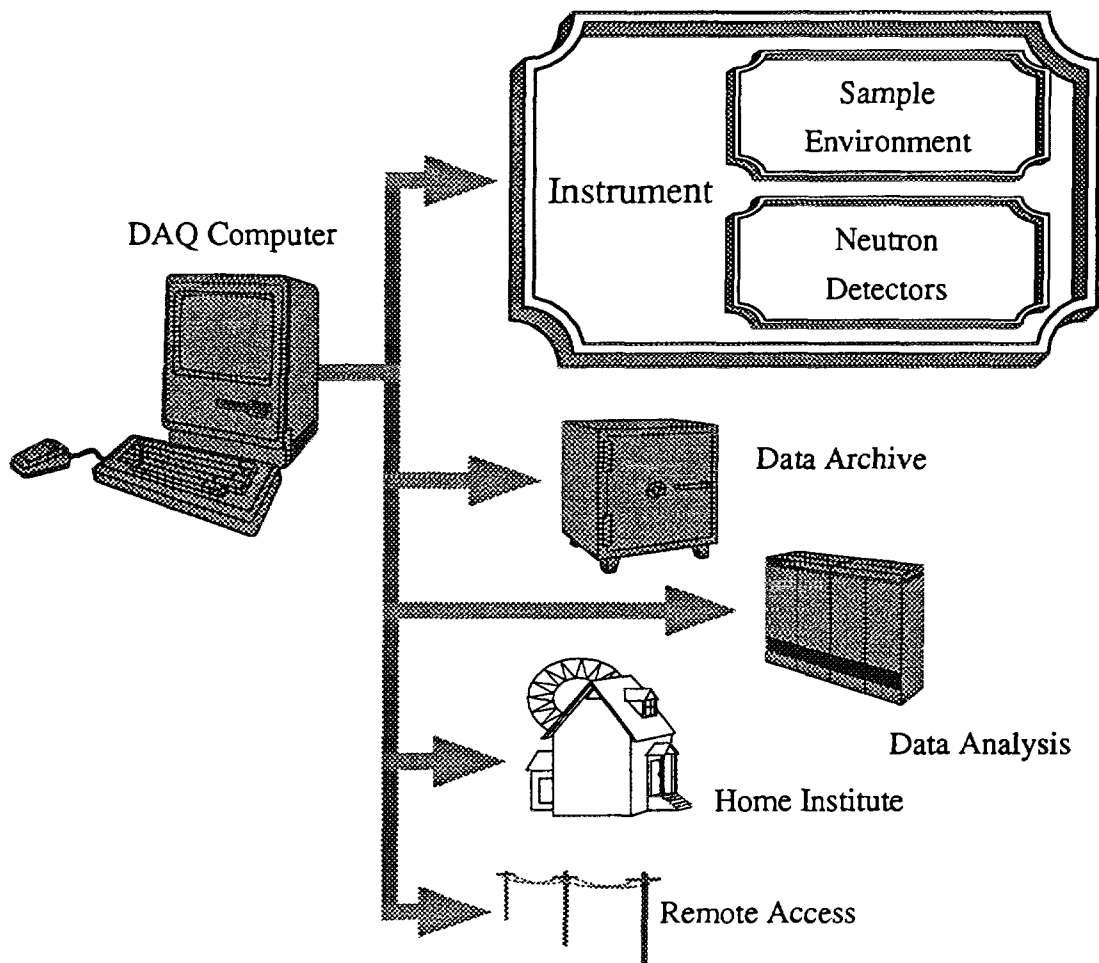 Sample
Environment
Instrument
DAQ Computer
Neutron
Detectors
Data Archive
Data Analysis
Home Institute
Remote Access